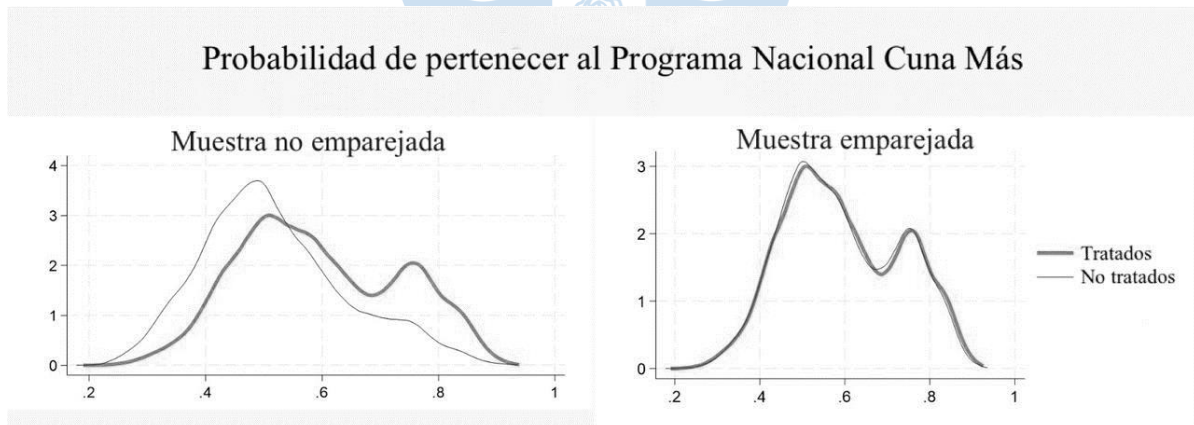 Probabilidad de pertenecer al Programa Nacional Cuna Más
Muestra no emparejada
4
3
2
1
0
.2 .4 .6 .8 1
Muestra emparejada
3
2
1
0
.2 .4 .6 .8 1
Tratados
No tratados